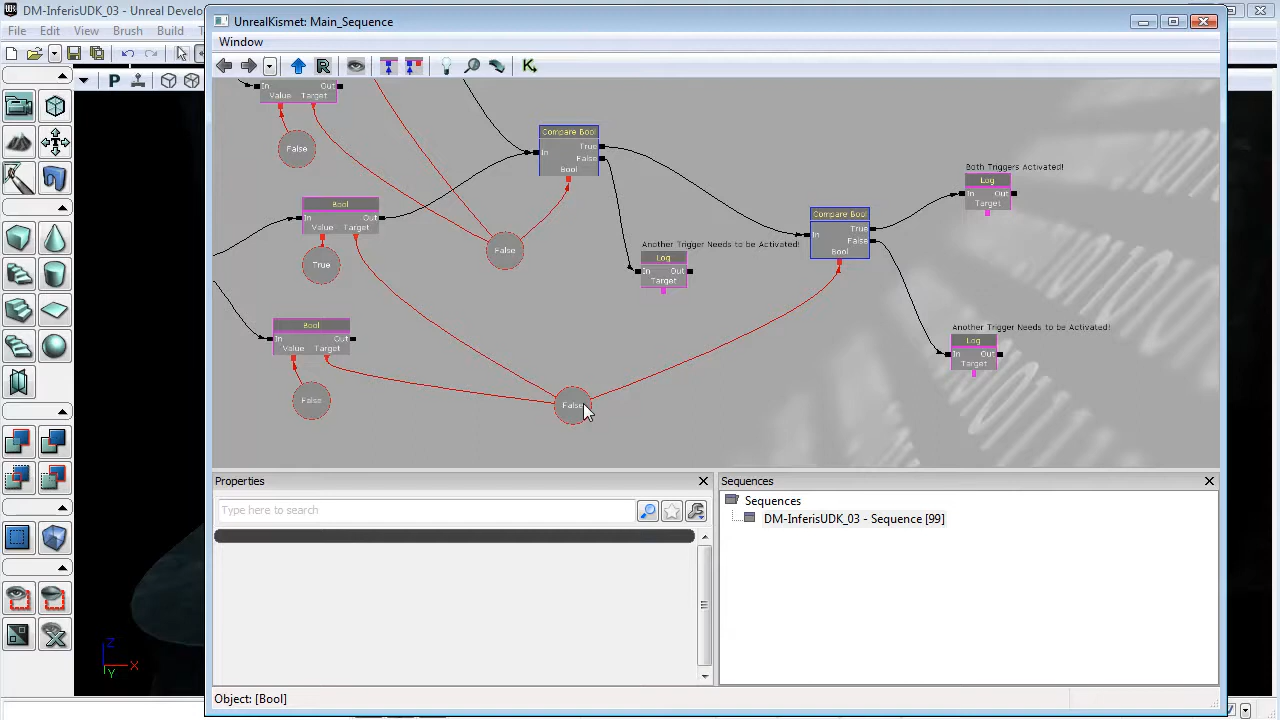 DM-InferisUDK_03 - Unreal Develo
File Edit View Brush Build
UnrealKismet: Main_Sequence
Window
In Out
Value Target
False
Compare Bool
True
In False
Bool
Both Triggers Activated!
Log
In Out
Target
Bool
In Out
Value Target
True
False
Compare Bool
True
In False
Bool
Another Trigger Needs to be Activated!
Log
In Out
Target
Bool
In Out
Value Target
False
False
Another Trigger Needs to be Activated!
Log
In Out
Target
Properties
Type here to search
Sequences
Sequences
DM-InferisUDK_03 - Sequence [99]
Object: [Bool]
Z
X
Y